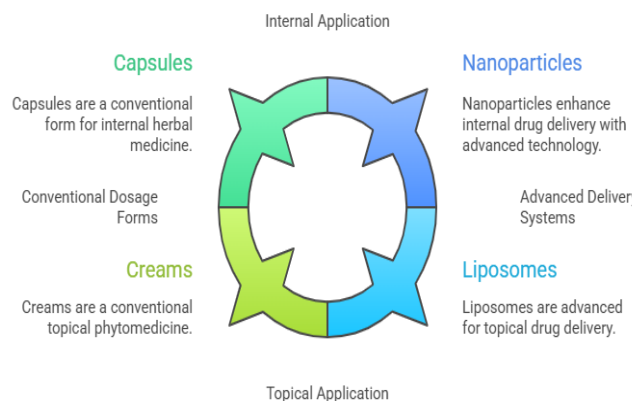 Internal Application
Capsules
Capsules are a conventional
form for internal herbal
medicine.
Nanoparticles
Nanoparticles enhance
internal drug delivery with
advanced technology.
Conventional Dosage
Forms
Advanced Delivery
Systems
Creams
Creams are a conventional
topical phytomedicine.
Liposomes
Liposomes are advanced
for topical drug delivery.
Topical Application